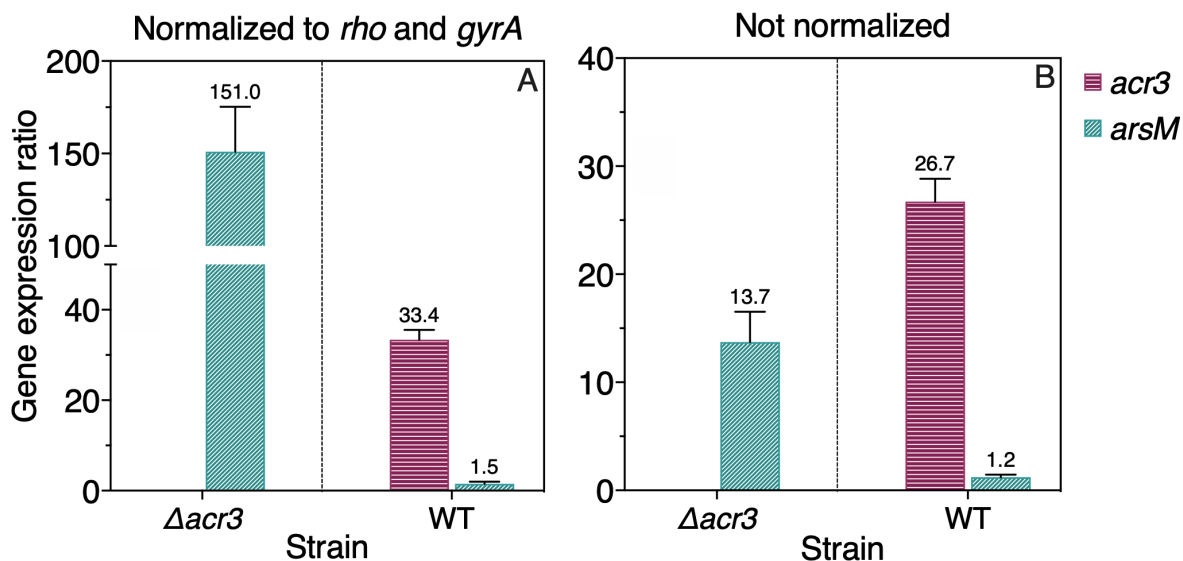 Normalized to rho and gyrA
Not normalized
Gene expression ratio
200
150
100
40
20
0
A
151.0
33.4
1.5
Δacr3
WT
Strain
40
30
20
10
0
B
13.7
26.7
1.2
Δacr3
WT
Strain
acr3
arsM